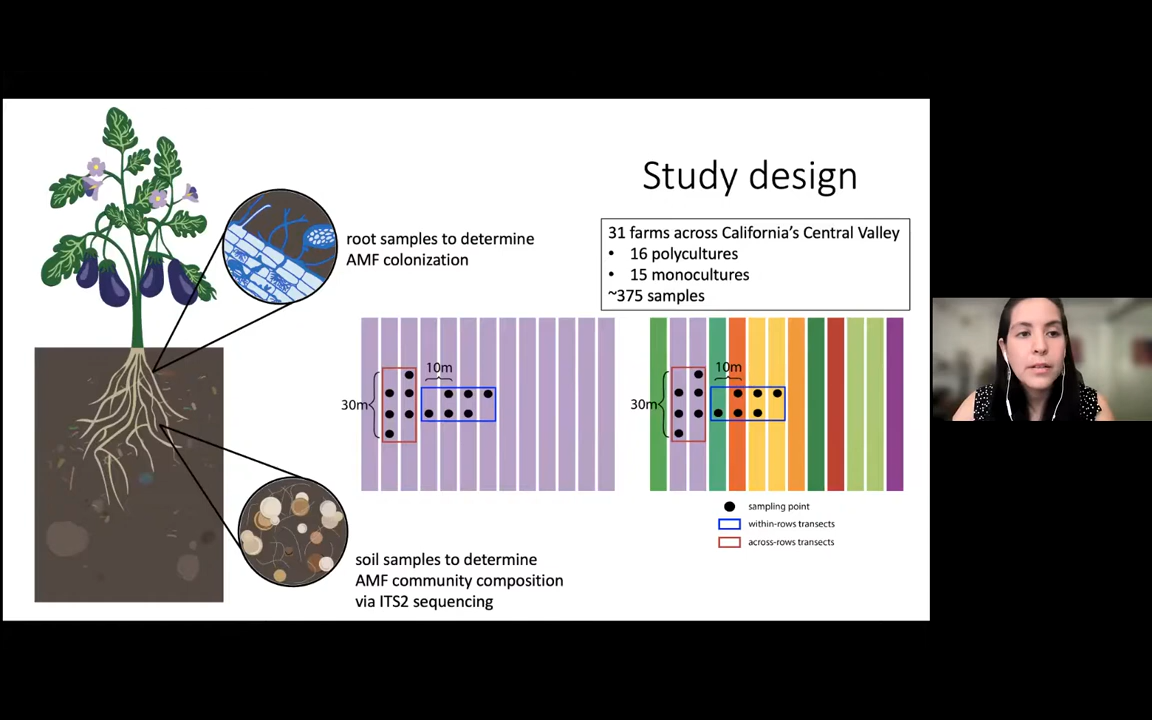 Study design
31 farms across California's Central Valley
• 16 polycultures
• 15 monocultures
~375 samples
root samples to determine
AMF colonization
10m
30m
10m
30m
sampling point
within-rows transects
across-rows transects
soil samples to determine
AMF community composition
via ITS2 sequencing